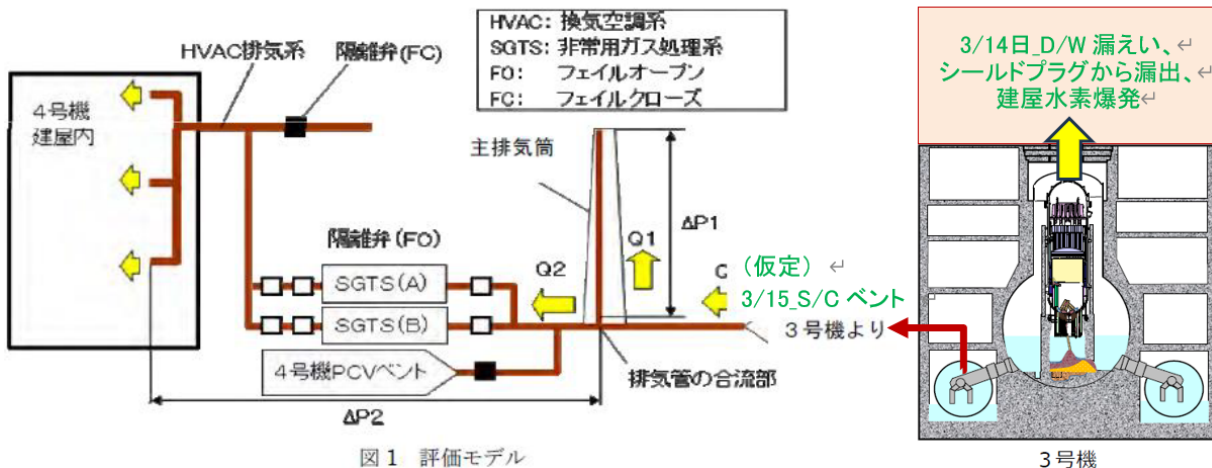 HVAC: 換気空調系
SGTS: 非常用ガス処理系
FO: フェイルオープン
FC: フェイルクローズ
HVAC排気系
隔離弁(FC)
4号機
建屋内
主排気筒
ΔP1
隔離弁(FO)
Q1
Q2
SGTS(A)
SGTS(B)
4号機PCVベント
(仮定) ↵
3/15_S/C ベント
3号機より
排気管の合流部
ΔP2
図1 評価モデル
3/14日_D/W 漏えい、↵
シールドプラグから漏出、↵
建屋水素爆発↵
3号機